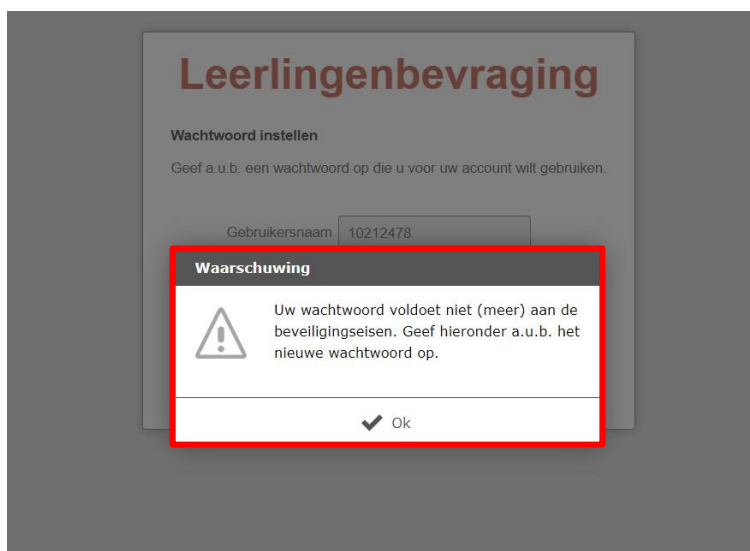 Leerlingenbevraging
Wachtwoord instellen
Geef a.u.b. een wachtwoord op die u voor uw account wilt gebruiken.
Gebruikersnaam 10212478
Waarschuwing
Uw wachtwoord voldoet niet (meer) aan de
beveiligingseisen. Geef hieronder a.u.b. het
nieuwe wachtwoord op.
Ok